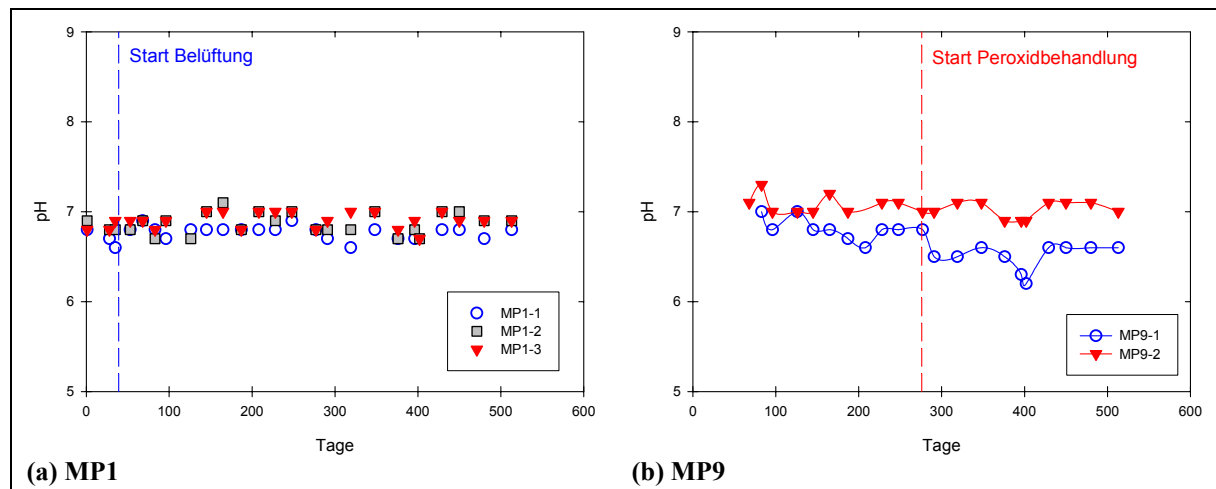 9
8
7
6
5
pH
0
100
200
300
400
500
600
Tage
Start Belüftung
MP1-1
MP1-2
MP1-3
(a) MP1
9
8
7
6
5
pH
0
100
200
300
400
500
600
Tage
Start Peroxidbehandlung
MP9-1
MP9-2
(b) MP9